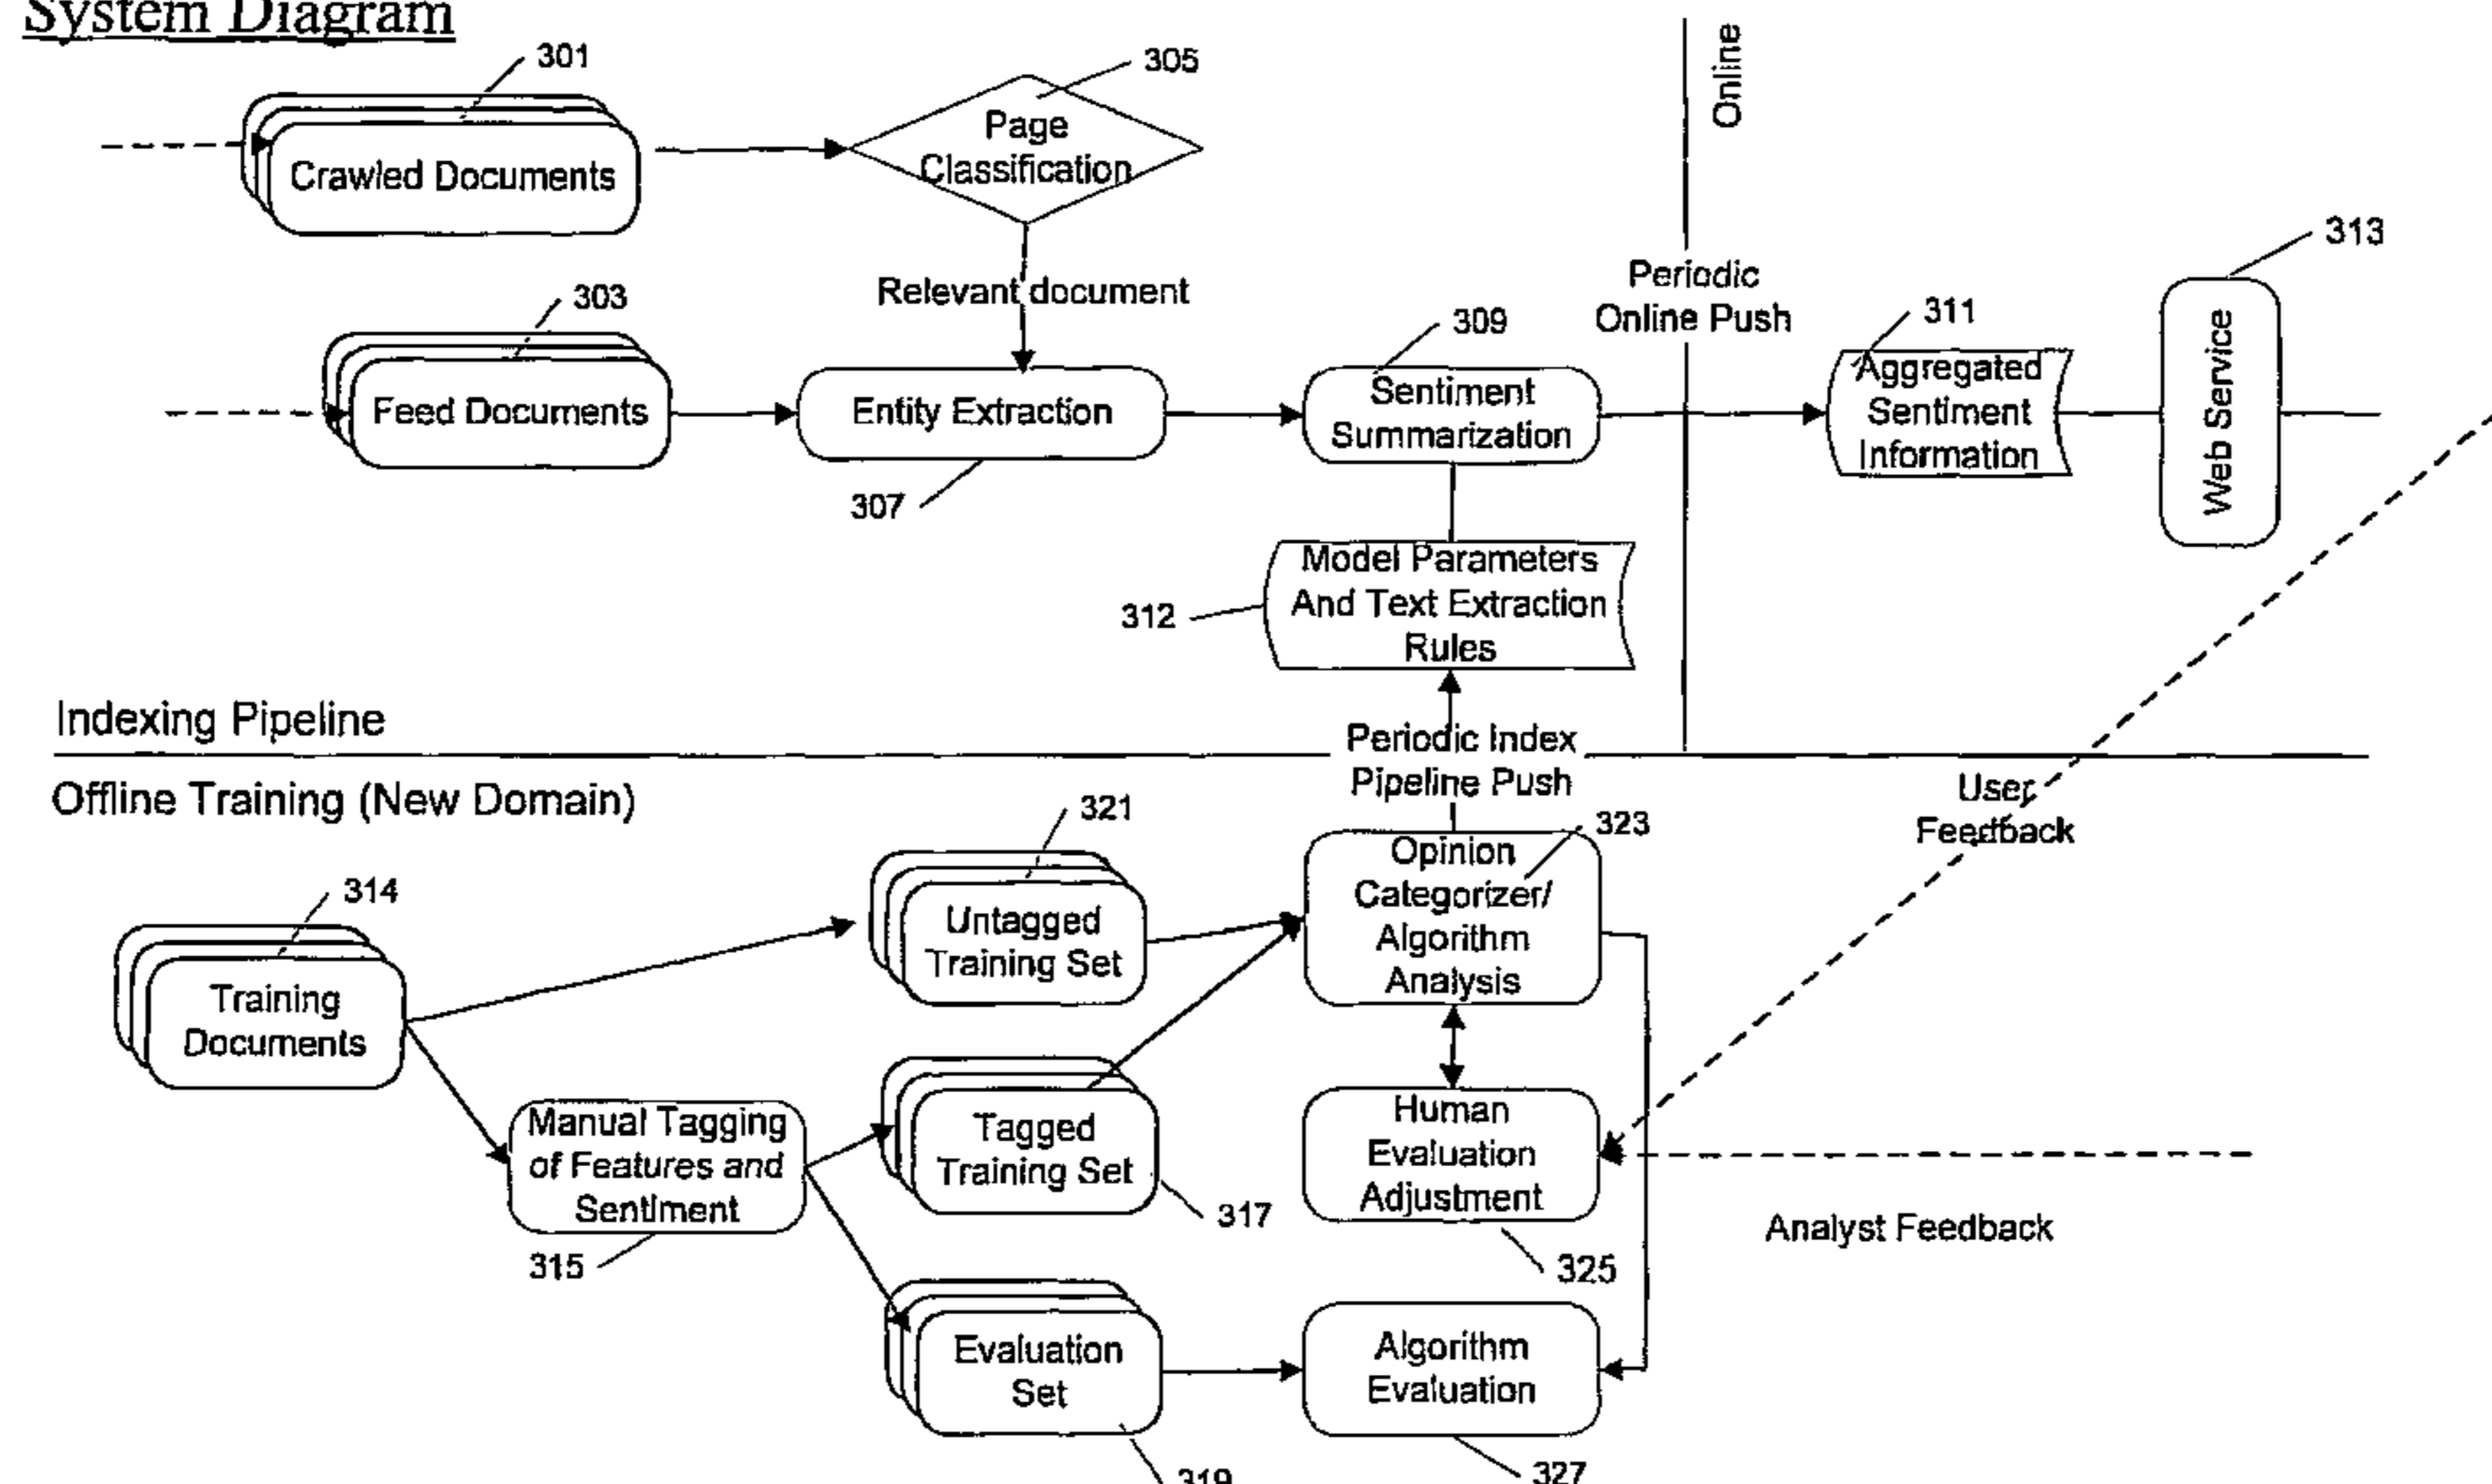 System Diagram
301
305
Online
Page
Classification
Crawled Documents
313
Relevant document
Periodic
Online Push
303
309
311
Feed Documents
Entity Extraction
Sentiment
Summarization
Aggregated
Sentiment
Information
Web Service
307
Model Parameters
And Text Extraction
Rules
312
Indexing Pipeline
Periodic Index
Pipeline Push
Offline Training (New Domain)
User
Feedback
321
323
314
Opinion
Categorizer/
Algorithm
Analysis
Untagged
Training Set
Training
Documents
Manual Tagging
of Features and
Sentiment
315
Tagged
Training Set
317
Human
Evaluation
Adjustment
325
Analyst Feedback
Evaluation
Set
319
Algorithm
Evaluation
327